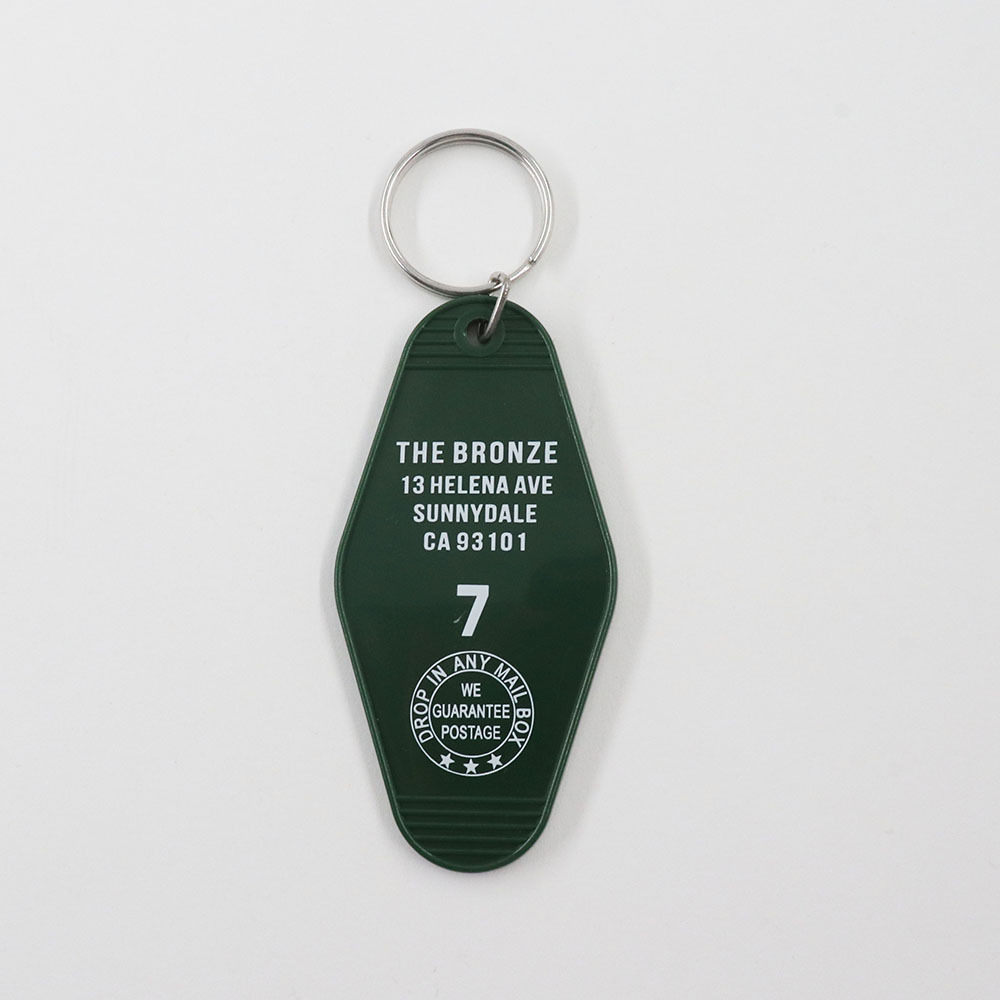 THE BRONZE
13 HELENA AVE
SUNNYDALE
CA 93101
7
DROP IN ANY MAIL BOX
WE
GUARANTEE
POSTAGE